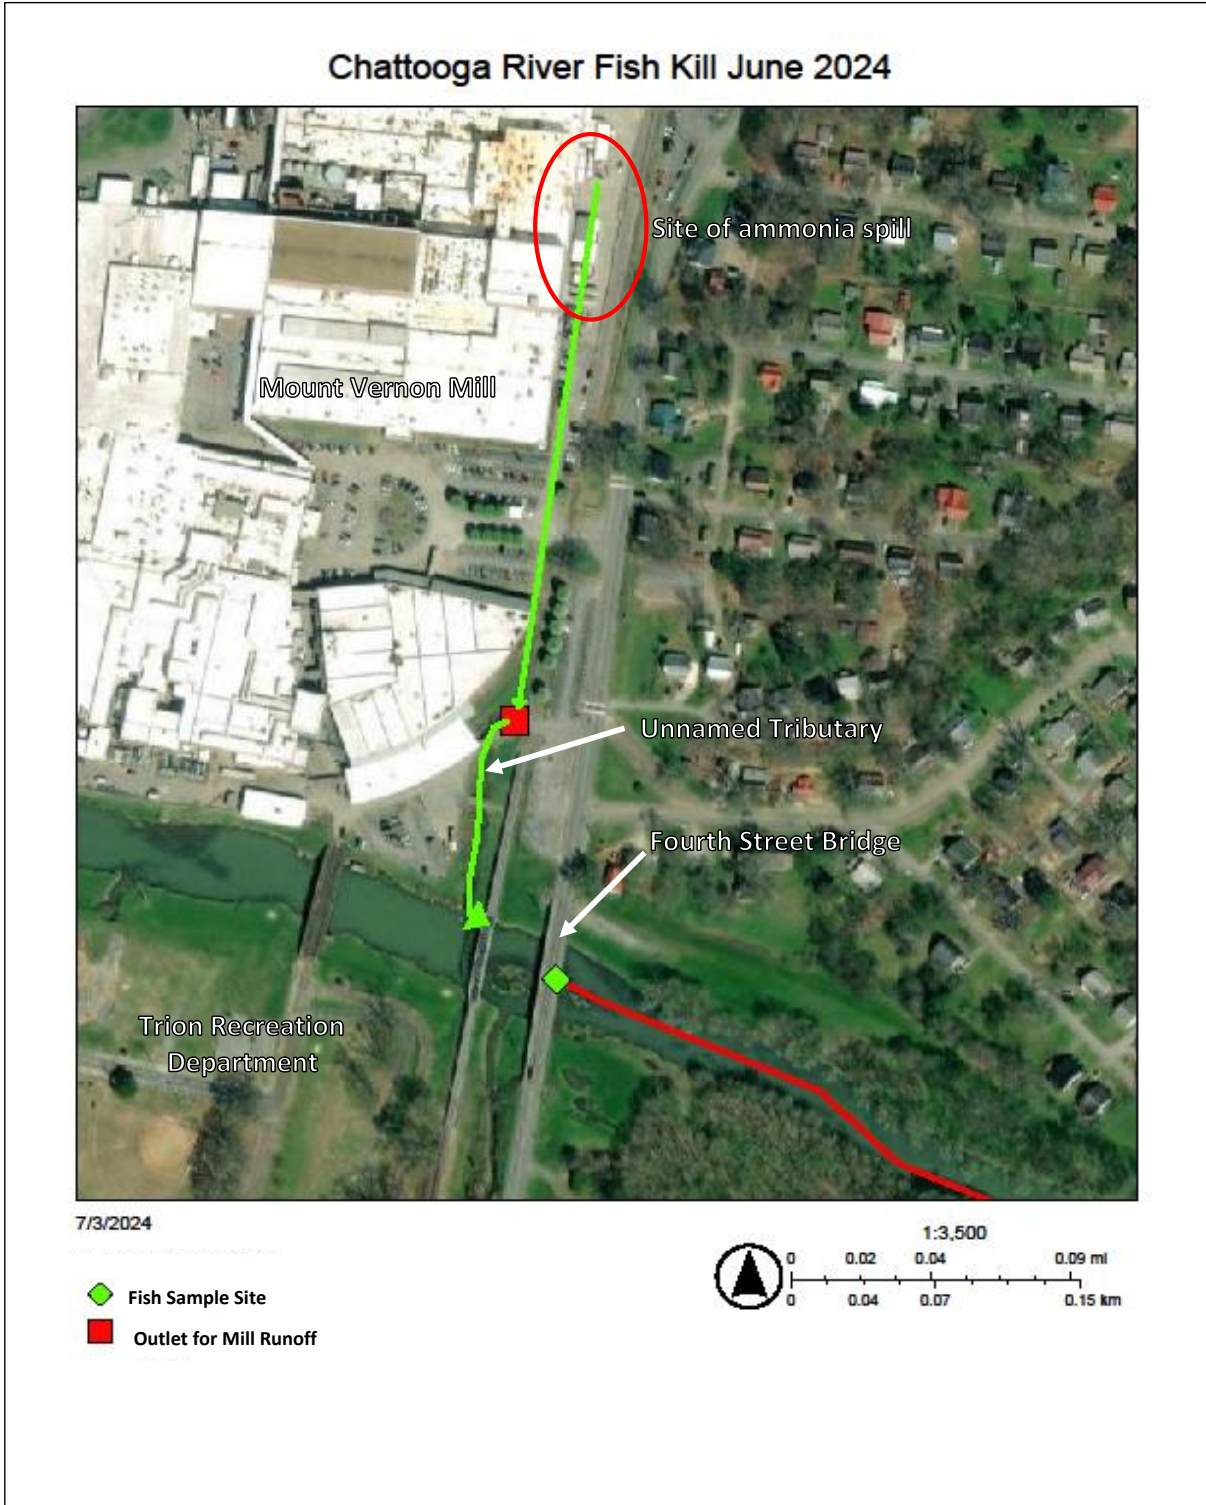 Chattooga River Fish Kill June 2024
Site of ammonia spill
Mount Vernon Mill
Unnamed Tributary
Fourth Street Bridge
Trion Recreation
Department
7/3/2024
1:3,500
0 0.02 0.04 0.09 mi
0 0.04 0.07 0.15 km
Fish Sample Site
Outlet for Mill Runoff